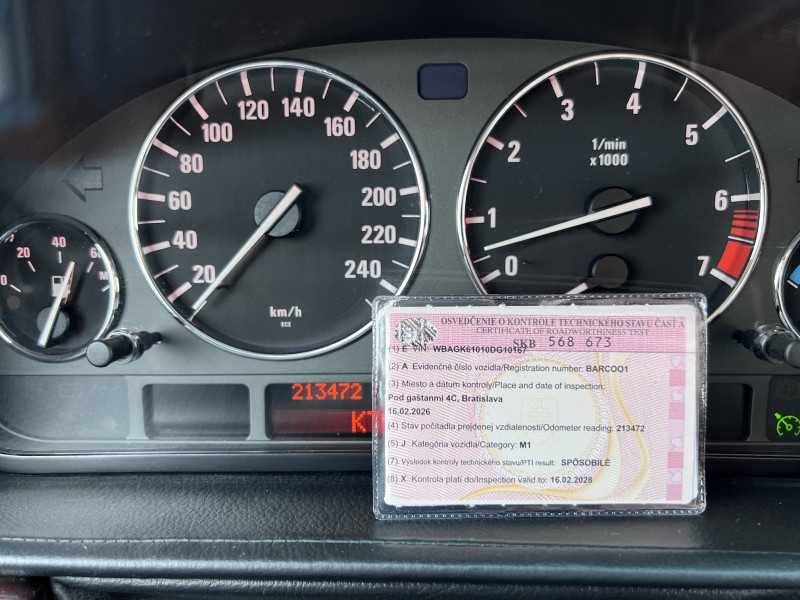 20
40
60
80
100
120
140
160
180
200
220
240
km/h
ECE
0
1
2
3
4
5
6
7
1/min
x1000
0
20
40
213472
OSVEDČENIE O KONTROLE TECHNICKÉHO STAVU ČASŤ A
CERTIFICATE OF ROADWORTHINESS TEST
SKB 568 673
(1) E VIN: WBAGK61010DG10167
(2) A Evidenčné číslo vozidla/Registration number: BARCOO1
(3) Miesto a dátum kontroly/Place and date of inspection:
Pod gaštanmi 4C, Bratislava
16.02.2026
(4) Stav počítadla prejdenej vzdialenosti/Odometer reading: 213472
(5) J Kategória vozidla/Category: M1
(7) Výsledok kontroly technického stavu/PTI result: SPÔSOBILÉ
(8) X Kontrola platí do/Inspection valid to: 16.02.2028